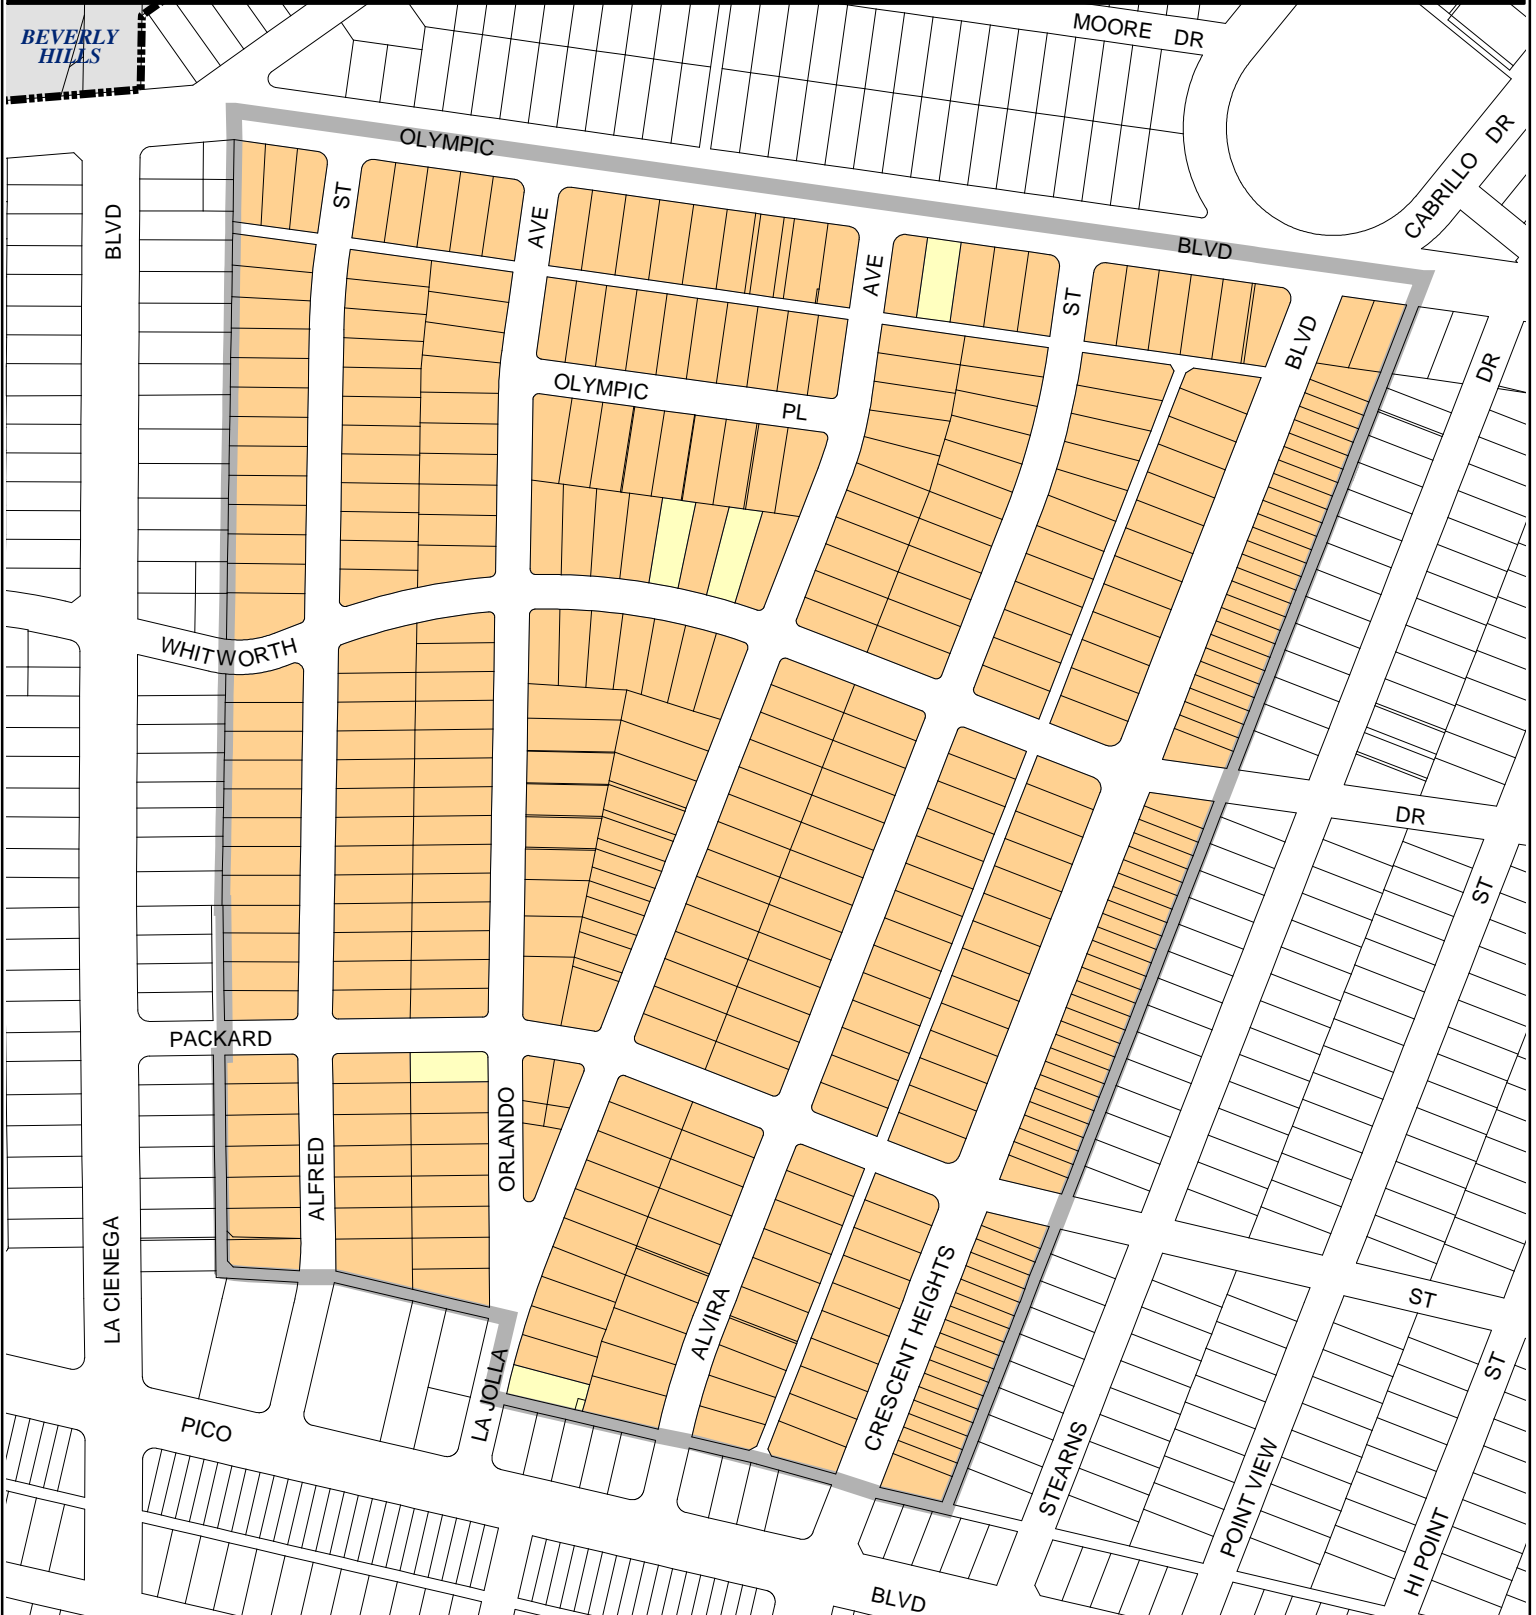 BEVERLY
HILLS
MOORE DR
OLYMPIC
BLVD
CABRILLO DR
BLVD
ST
AVE
AVE
ST
BLVD
DR
OLYMPIC
PL
WHITWORTH
DR
ST
PACKARD
ORLANDO
ALFRED
LA CIENEGA
ALVIRA
CRESCENT HEIGHTS
ST
ST
LA JOLLA
PICO
STEARNS
POINT VIEW
HI POINT
BLVD